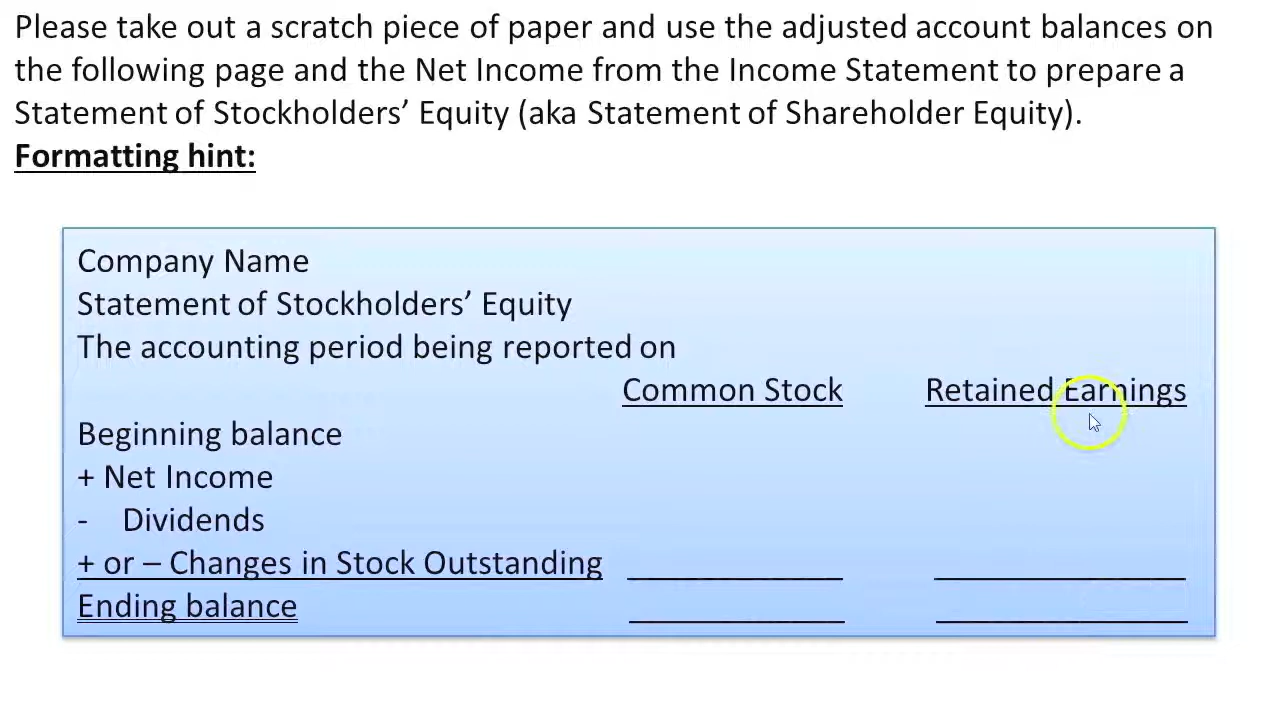 Please take out a scratch piece of paper and use the adjusted account balances on
the following page and the Net Income from the Income Statement to prepare a
Statement of Stockholders’ Equity (aka Statement of Shareholder Equity).
Formatting hint:
Company Name
Statement of Stockholders’ Equity
The accounting period being reported on
Common Stock Retained Earnings
Beginning balance
+ Net Income
- Dividends
+ or – Changes in Stock Outstanding
Ending balance